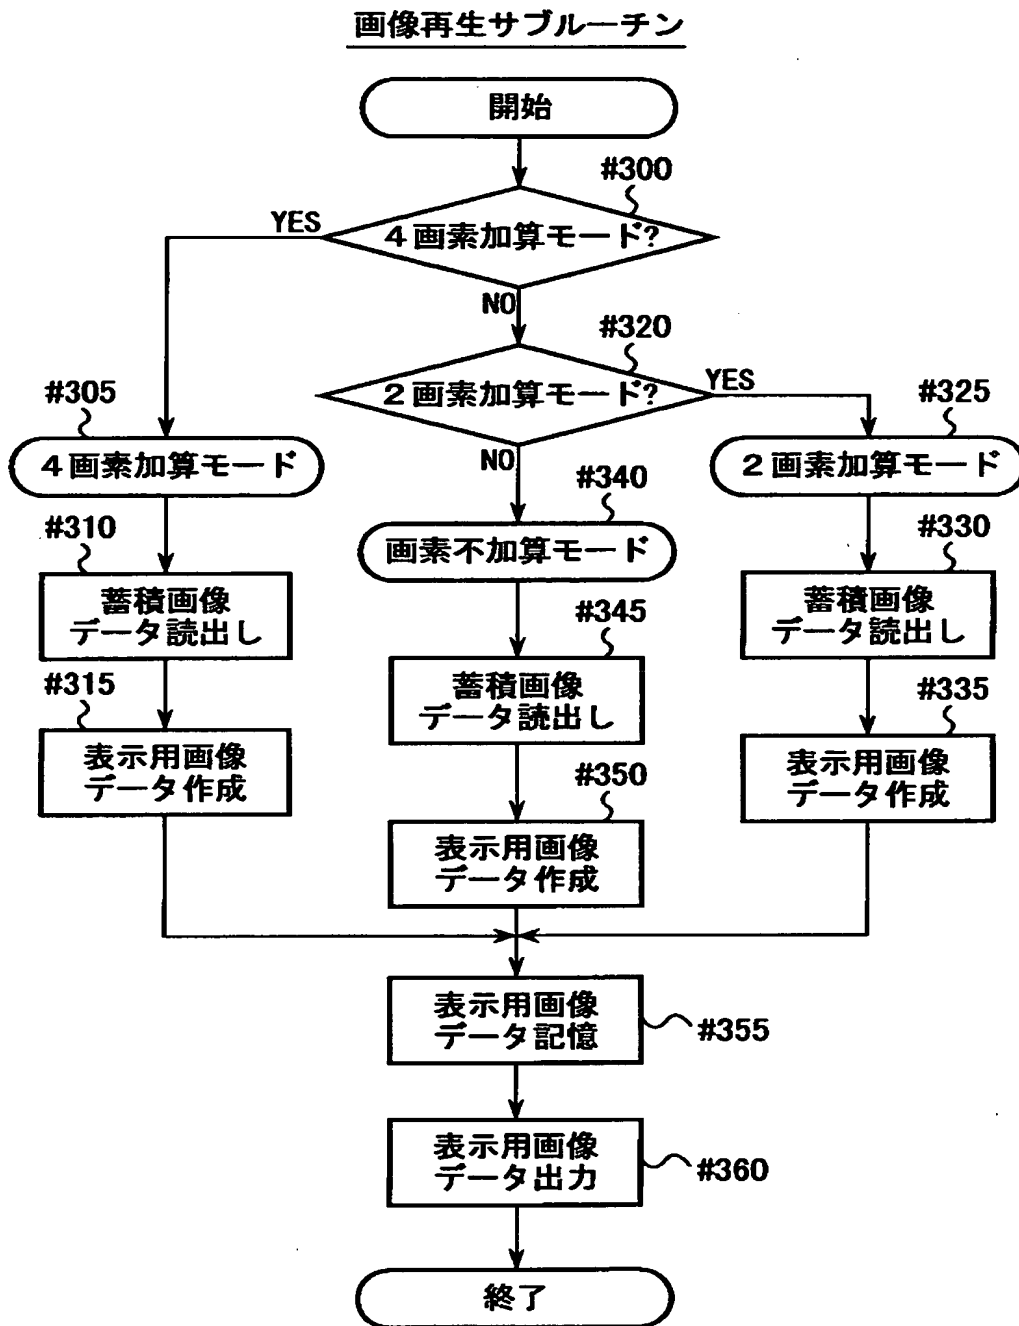 画像再生サブルーチン
開始
#300
YES
4画素加算モード?
NO
#320
2画素加算モード?
YES
NO
#305
4画素加算モード
#325
2画素加算モード
#340
画素不加算モード
#310
蓄積画像
データ読出し
#330
蓄積画像
データ読出し
#345
蓄積画像
データ読出し
#315
表示用画像
データ作成
#335
表示用画像
データ作成
#350
表示用画像
データ作成
表示用画像
データ記憶
#355
表示用画像
データ出力
#360
終了